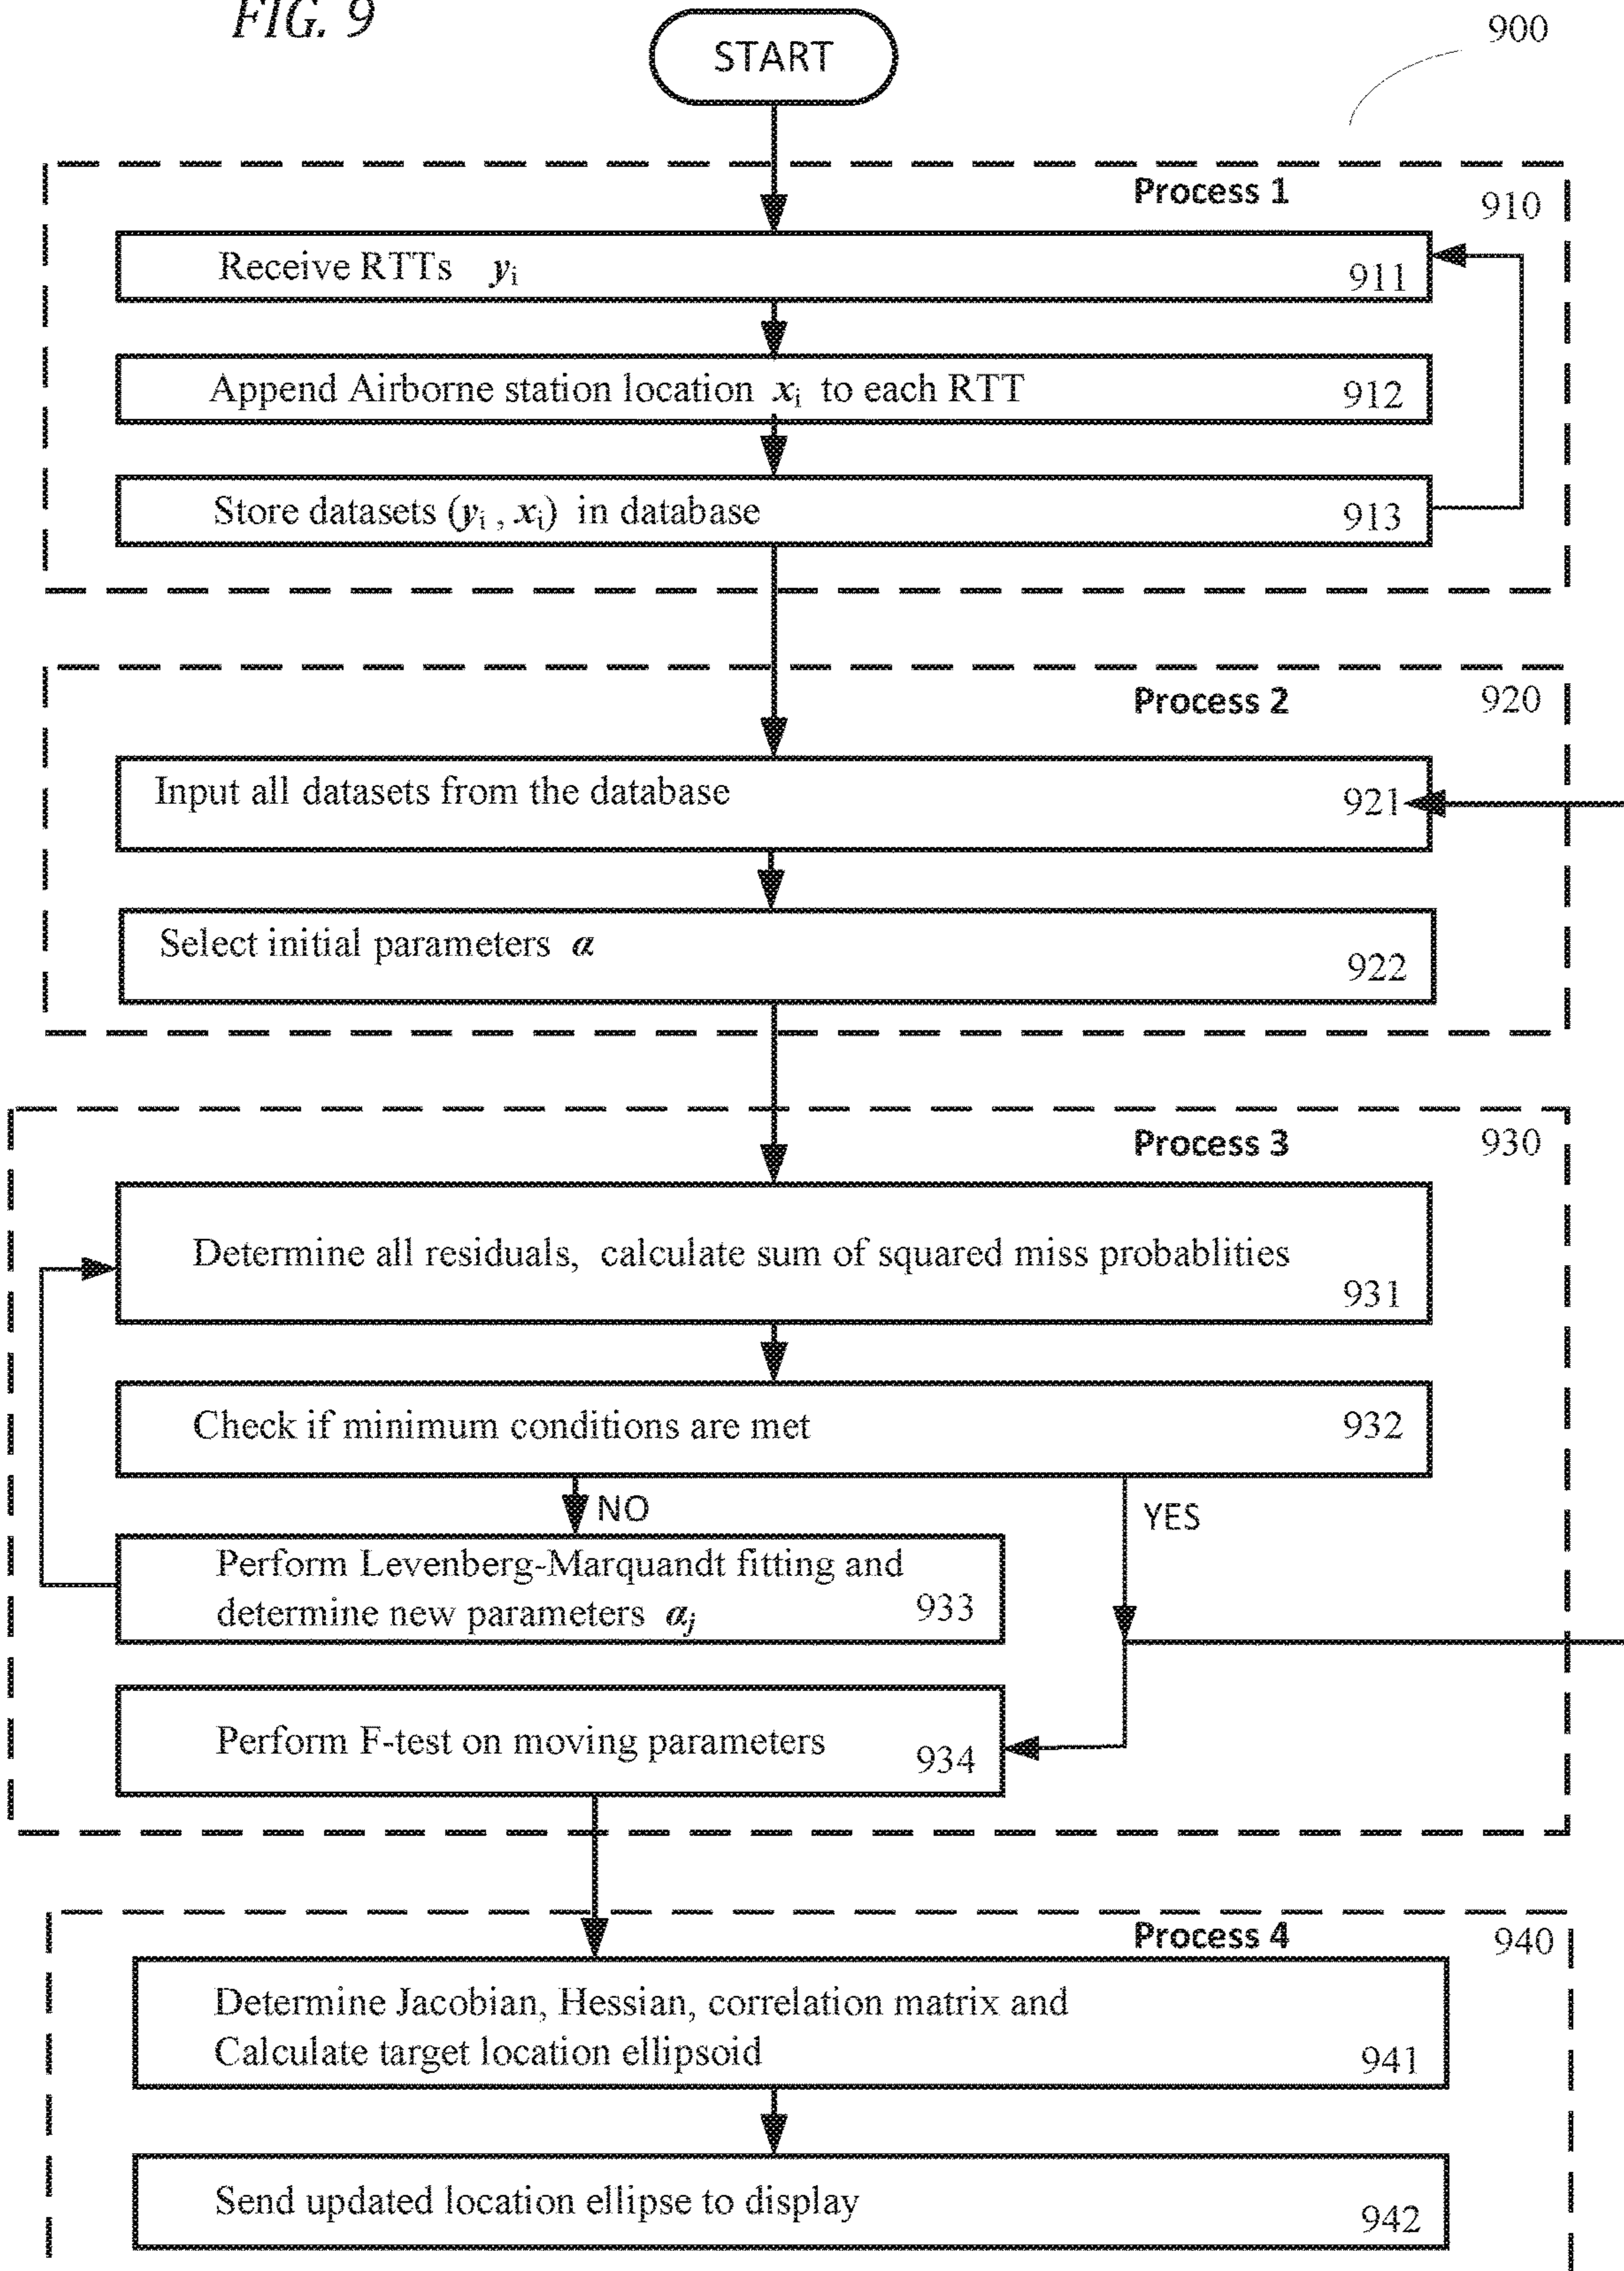 FIG. 9
START
900
Process 1
910
Receive RTTs yi
911
Append Airborne station location xi to each RTT
912
Store datasets (yi , xi) in database
913
Process 2
920
Input all datasets from the database
921
Select initial parameters α
922
Process 3
930
Determine all residuals, calculate sum of squared miss probablities
931
Check if minimum conditions are met
932
NO
YES
Perform Levenberg-Marquandt fitting and
determine new parameters αj
933
Perform F-test on moving parameters
934
Process 4
940
Determine Jacobian, Hessian, correlation matrix and
Calculate target location ellipsoid
941
Send updated location ellipse to display
942